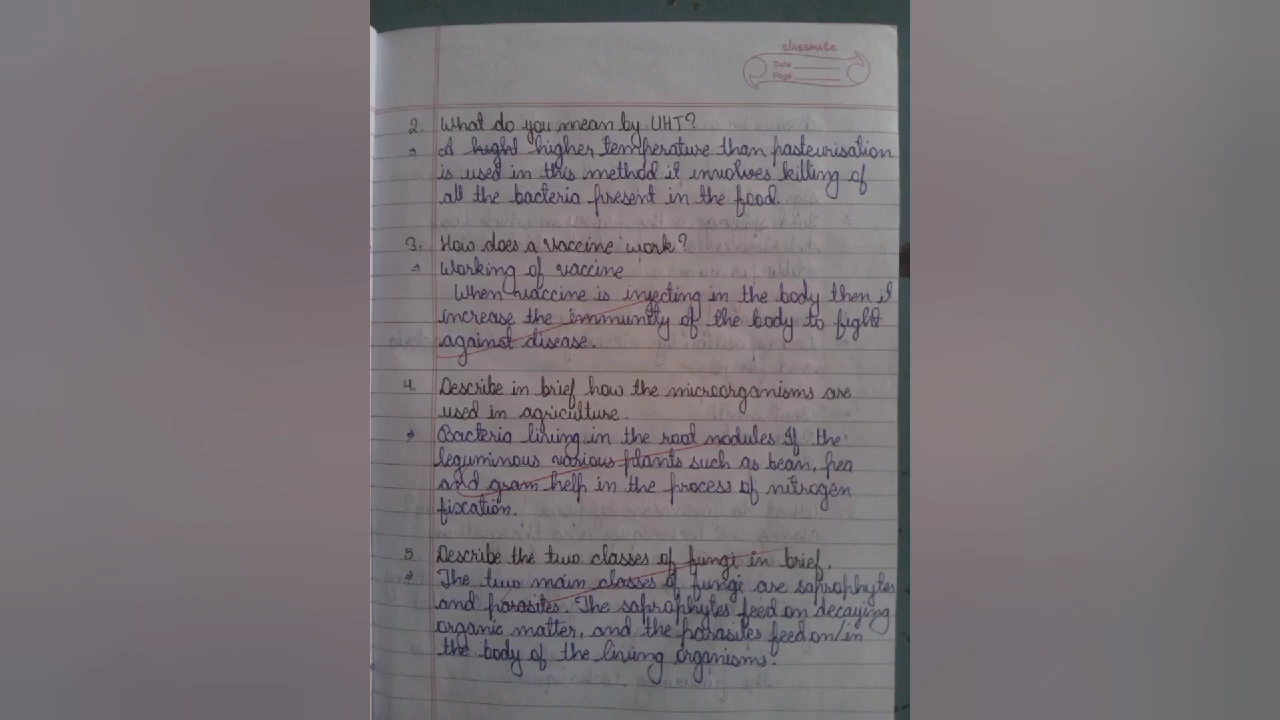 classmate
Date
Page
2. What do you mean by UHT?
→ A hight higher temperature than pasteurisation
is used in this method it involves killing of
all the bacteria present in the food.
3. How does a vaccine work?
→ Working of vaccine
When vaccine is injecting in the body then it
increase the immunity of the body to fight
against disease.
4. Describe in brief how the microorganisms are
used in agriculture.
→ Bacteria living in the root nodules If the
leguminous various plants such as bean, pea
and gram help in the process of nitrogen
fixation.
5. Describe the two classes of fungi in brief.
→ The two main classes of fungi are saprophytes
and parasites. The saprophytes feed on decaying
organic matter, and the parasites feed on/in
the body of the living organisms.